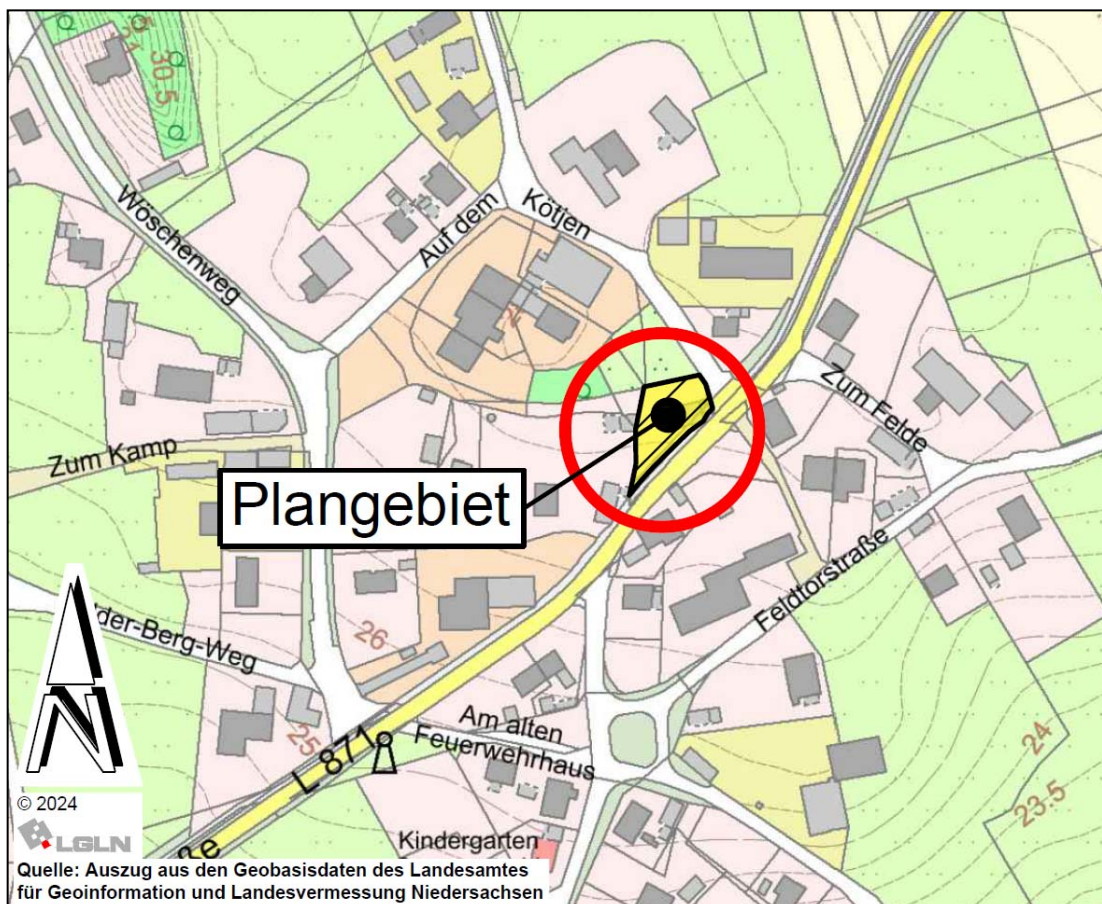 30.5
Wöschenweg
Auf dem
Kötjen
Zum Felde
Zum Kamp
Plangebiet
Feldtorstraße
der-Berg-Weg
26
25
L 871
Am alten
Feuerwehrhaus
24
23.5
Kindergarten
N
© 2024
LGLN
ße
Quelle: Auszug aus den Geobasisdaten des Landesamtes
für Geoinformation und Landesvermessung Niedersachsen